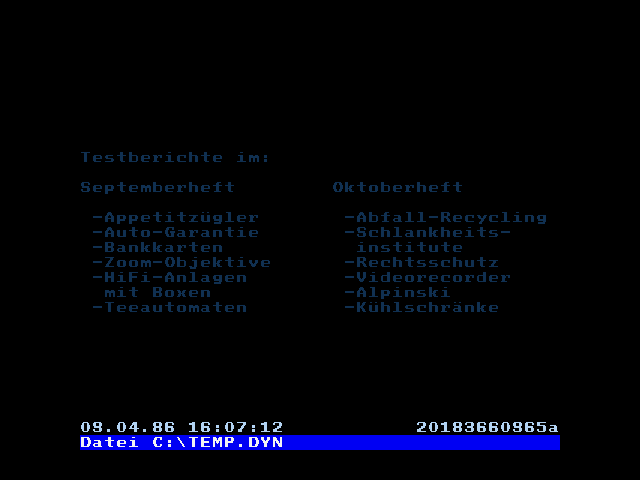 Testberichte im:
Septemberheft Oktoberheft
-Appetitzügler -Abfall-Recycling
-Auto-Garantie -Schlankheits-
-Bankkarten institute
-Zoom-Objektive -Rechtsschutz
-HiFi-Anlagen -Videorecorder
mit Boxen -Alpinski
-Teeautomaten -Kühlschränke
09.04.86 16:07:12 20183660965a
Datei C:\TEMP.DYN